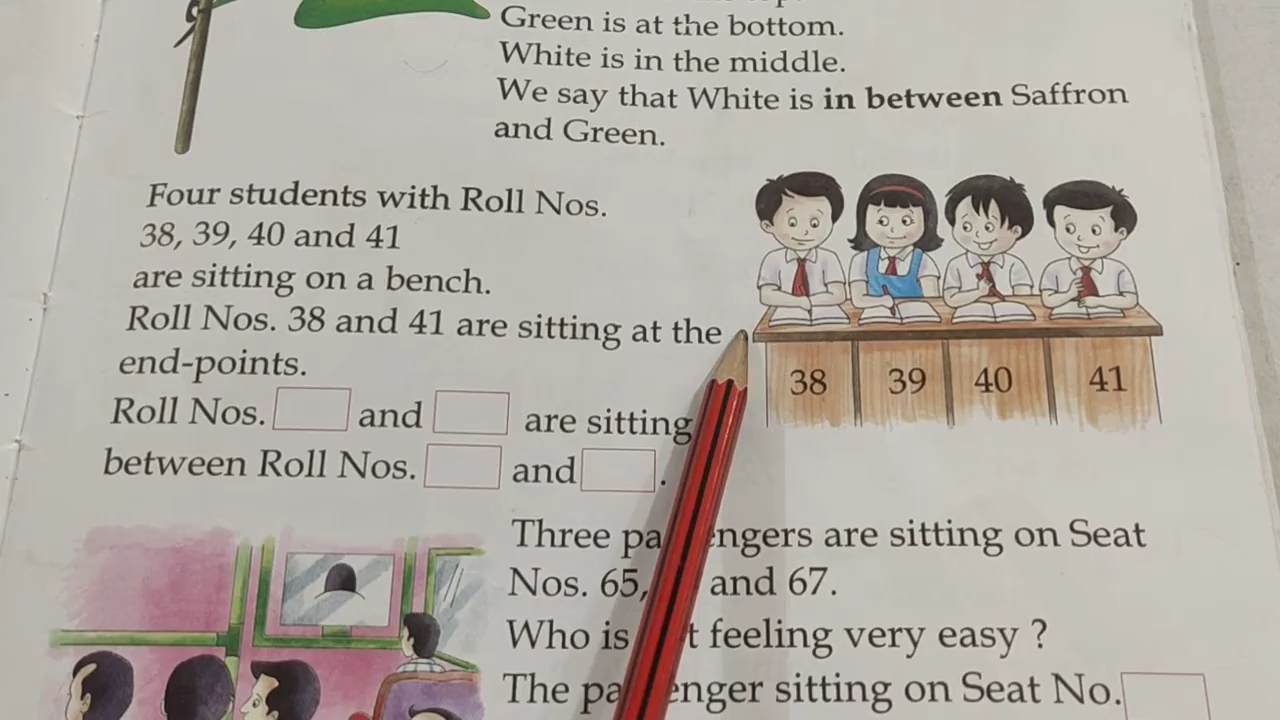 Green is at the bottom.
White is in the middle.
We say that White is in between Saffron
and Green.
Four students with Roll Nos.
38, 39, 40 and 41
are sitting on a bench.
Roll Nos. 38 and 41 are sitting at the
end-points.
Roll Nos. and are sitting
between Roll Nos. and .
38 39 40 41
Three are sitting on Seat
Nos. 65, and 67.
Who is feeling very easy ?
The sitting on Seat No.